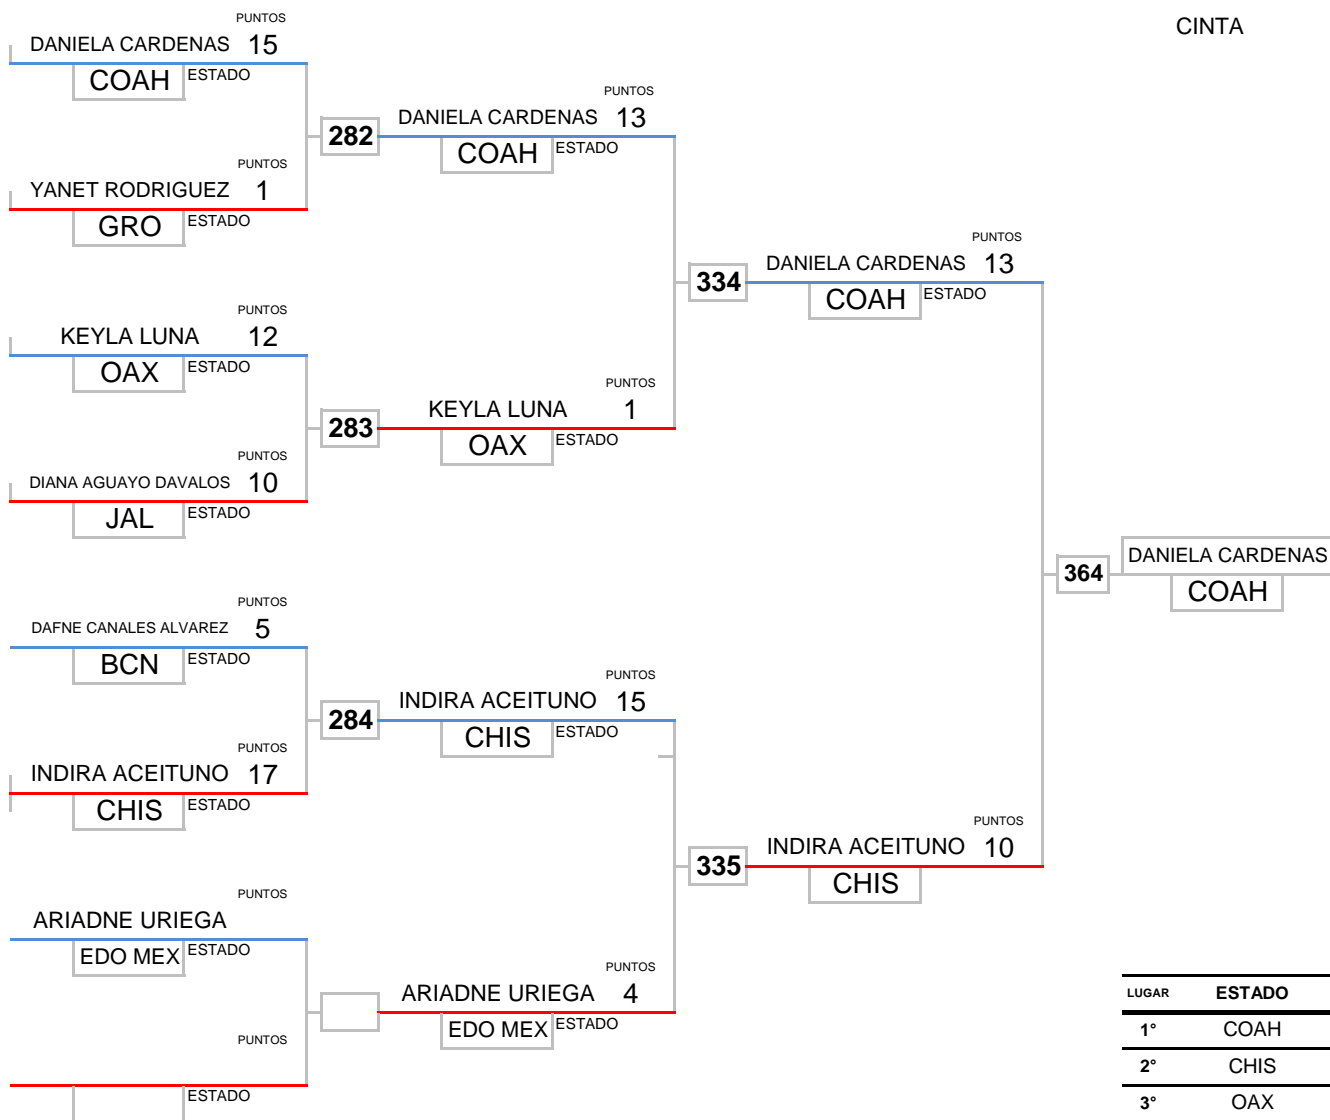 CINTA
PUNTOS
DANIELA CARDENAS 15
COAH ESTADO
PUNTOS
YANET RODRIGUEZ 1
GRO ESTADO
PUNTOS
KEYLA LUNA 12
OAX ESTADO
PUNTOS
DIANA AGUAYO DAVALOS 10
JAL ESTADO
PUNTOS
DAFNE CANALES ALVAREZ 5
BCN ESTADO
PUNTOS
INDIRA ACEITUNO 17
CHIS ESTADO
PUNTOS
ARIADNE URIEGA
EDO MEX ESTADO
PUNTOS
ESTADO
282
283
284
PUNTOS
DANIELA CARDENAS 13
COAH ESTADO
PUNTOS
KEYLA LUNA 1
OAX ESTADO
PUNTOS
INDIRA ACEITUNO 15
CHIS ESTADO
PUNTOS
ARIADNE URIEGA 4
EDO MEX ESTADO
334
335
PUNTOS
DANIELA CARDENAS 13
COAH ESTADO
PUNTOS
INDIRA ACEITUNO 10
CHIS
364
DANIELA CARDENAS
COAH
LUGAR ESTADO
1° COAH
2° CHIS
3° OAX